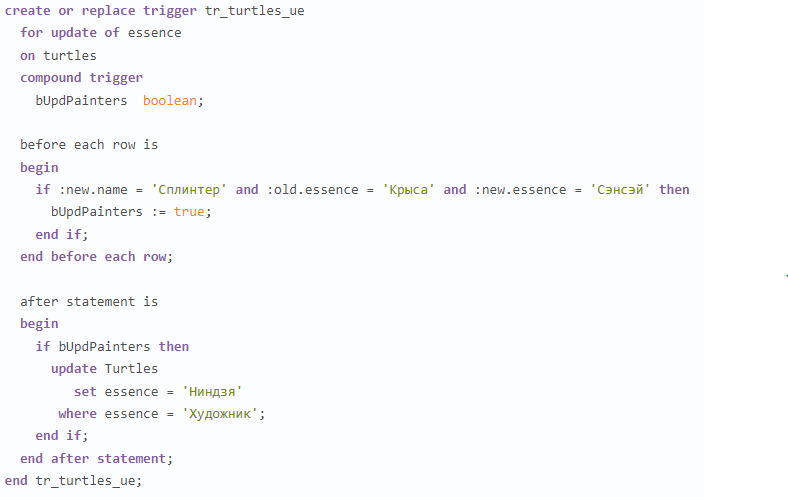 create or replace trigger tr_turtles_ue
  for update of essence
  on turtles
  compound trigger
    bUpdPainters  boolean;

  before each row is
  begin
    if :new.name = 'Сплинтер' and :old.essence = 'Крыса' and :new.essence = 'Сэнсэй' then
      bUpdPainters := true;
    end if;
  end before each row;

  after statement is
  begin
    if bUpdPainters then
      update Turtles
         set essence = 'Ниндзя'
       where essence = 'Художник';
    end if;
  end after statement;
end tr_turtles_ue;